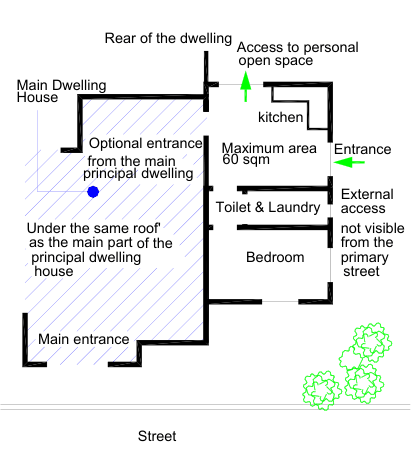 Rear of the dwelling
Access to personal
open space
Main Dwelling
House
kitchen
Optional entrance
from the main
principal dwelling
Maximum area
60 sqm
Entrance
External
access
Toilet & Laundry
not visible
from the
primary
street
Under the same roof'
as the main part of the
principal dwelling
house
Bedroom
Main entrance
Street